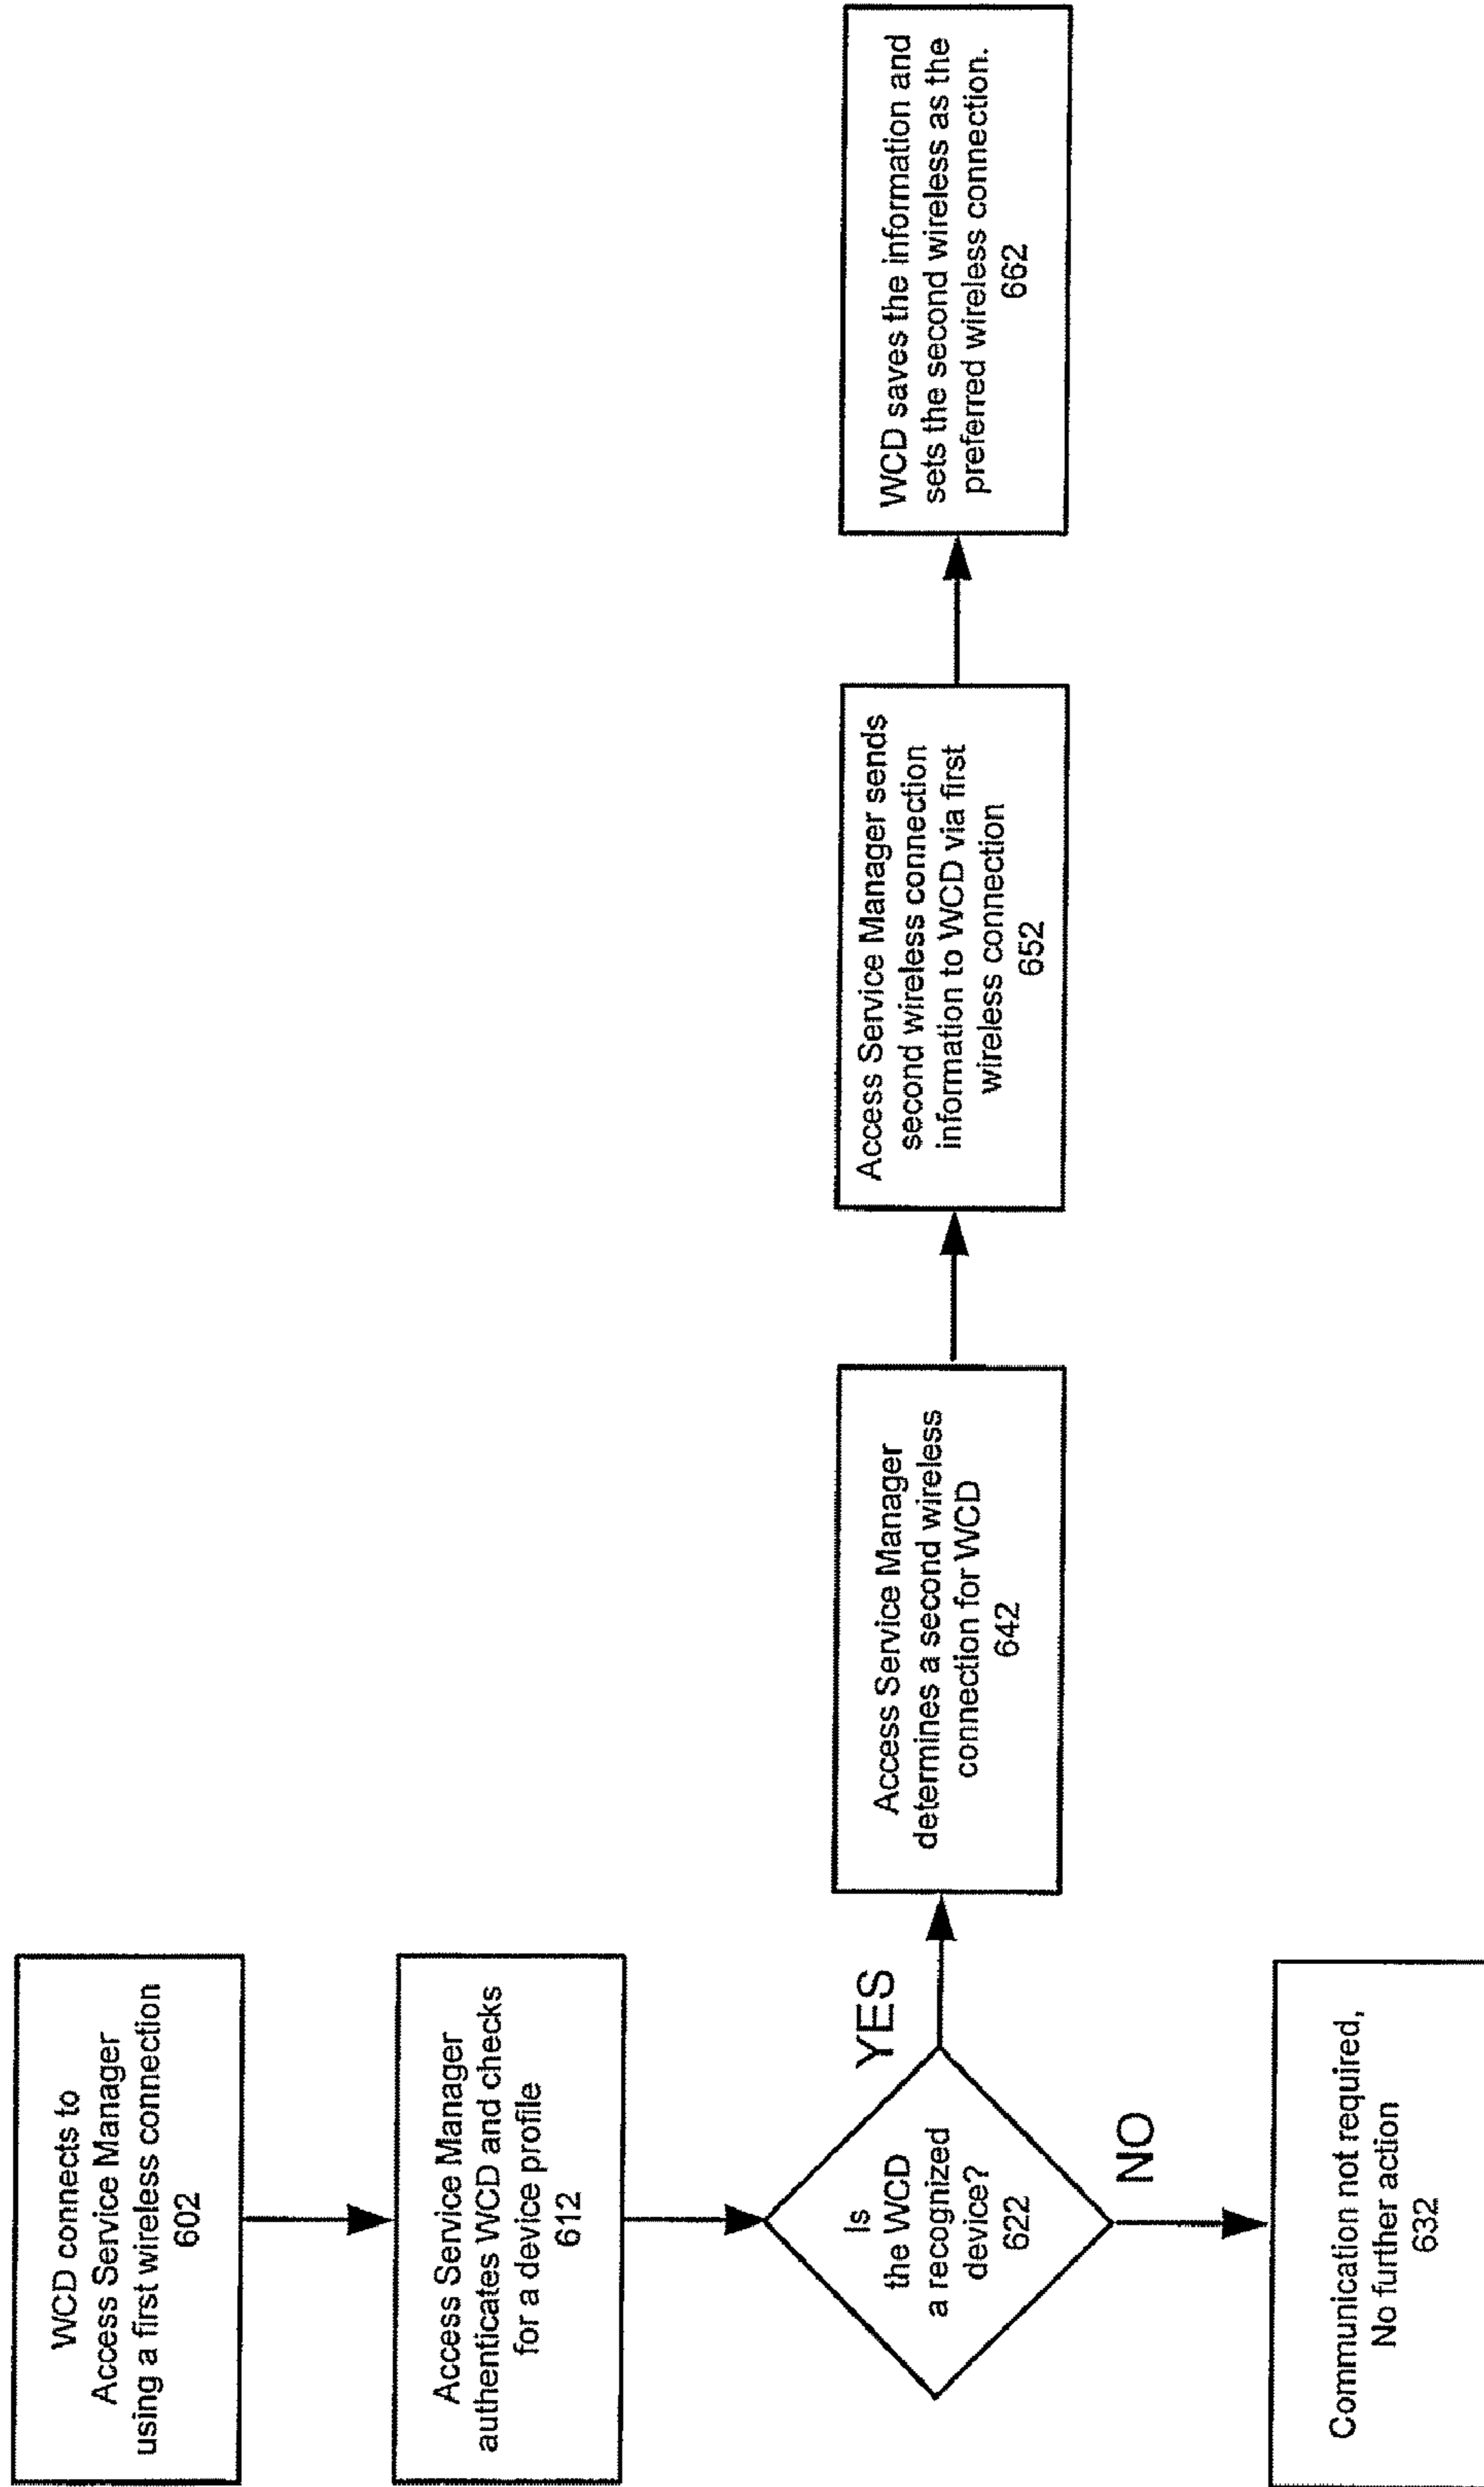 WCD connects to
Access Service Manager
using a first wireless connection
602
Access Service Manager
authenticates WCD and checks
for a device profile
612
Is
the WCD
a recognized
device?
622
YES
NO
Communication not required,
No further action
632
Access Service Manager
determines a second wireless
connection for WCD
642
Access Service Manager sends
second wireless connection
information to WCD via first
wireless connection
652
WCD saves the information and
sets the second wireless as the
preferred wireless connection.
662